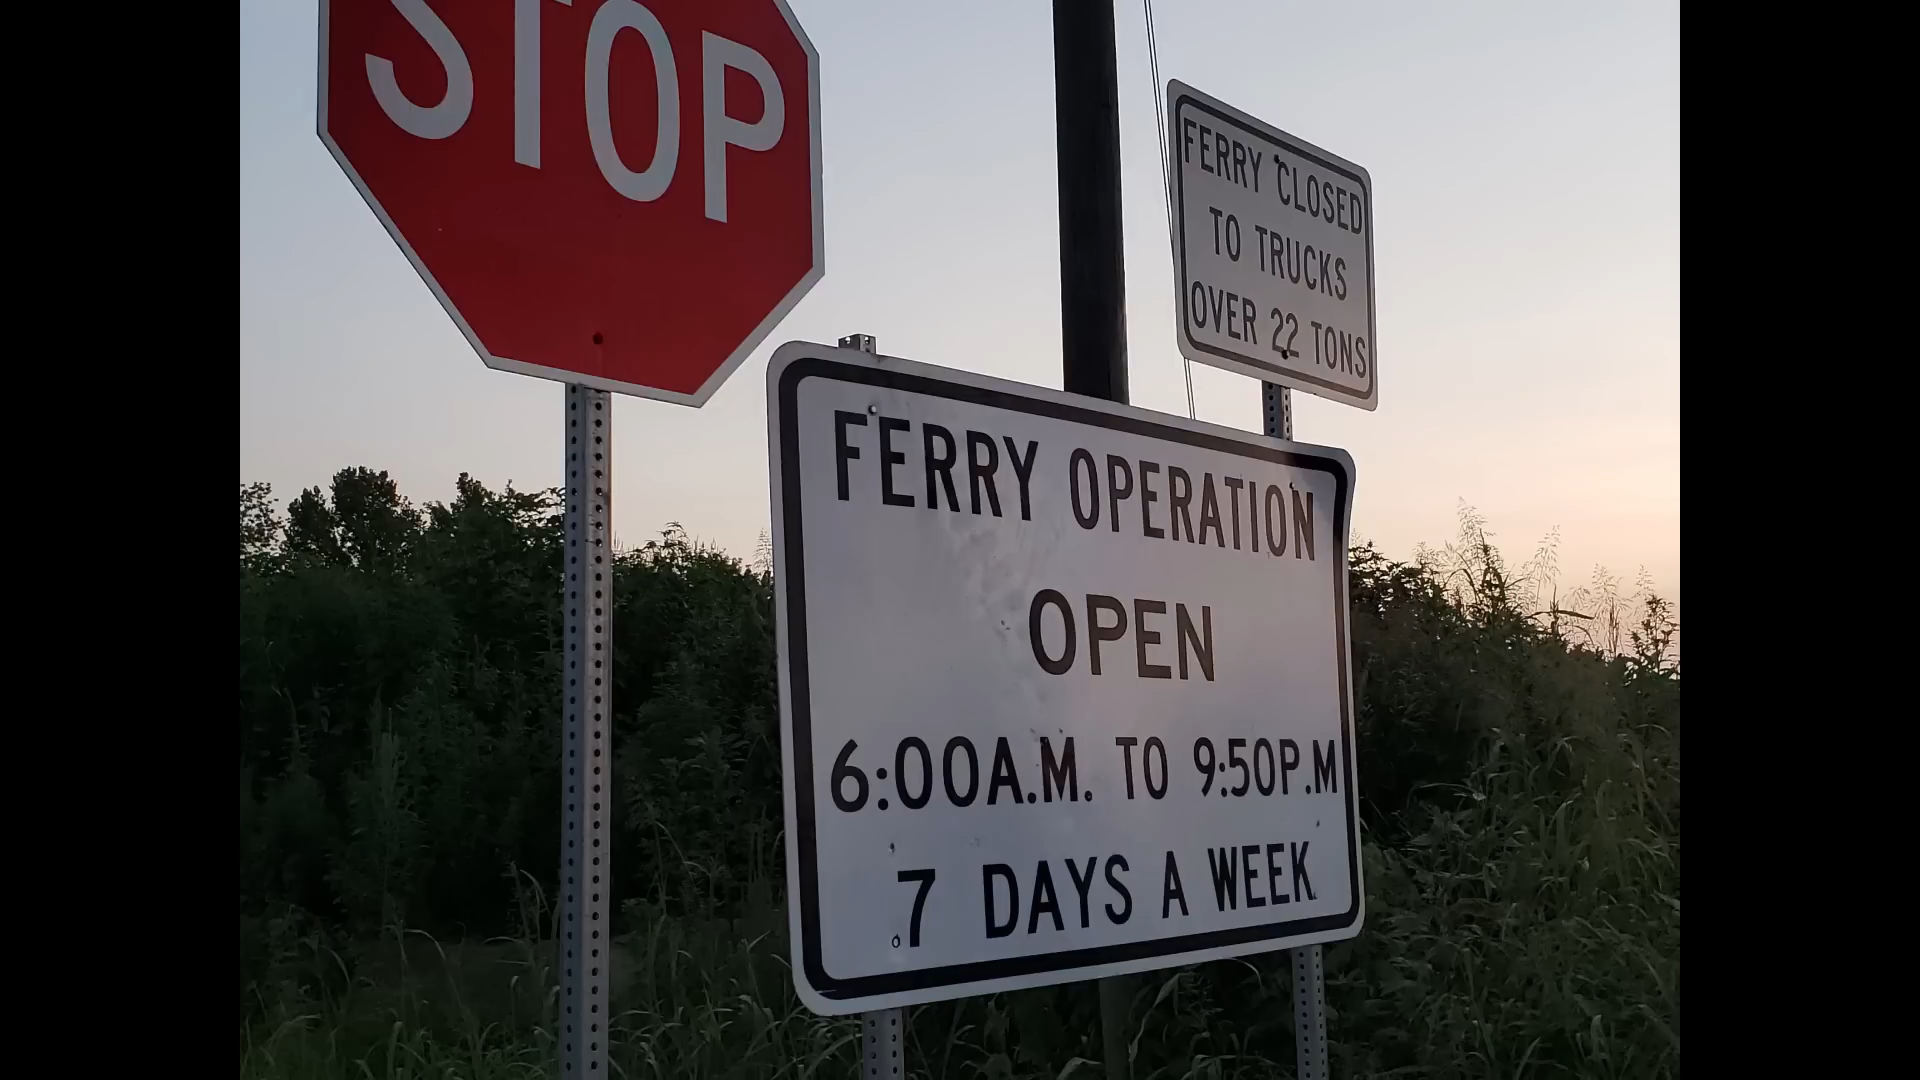 STOP
FERRY CLOSED
TO TRUCKS
OVER 22 TONS
FERRY OPERATION
OPEN
6:00A.M. TO 9:50P.M
7 DAYS A WEEK